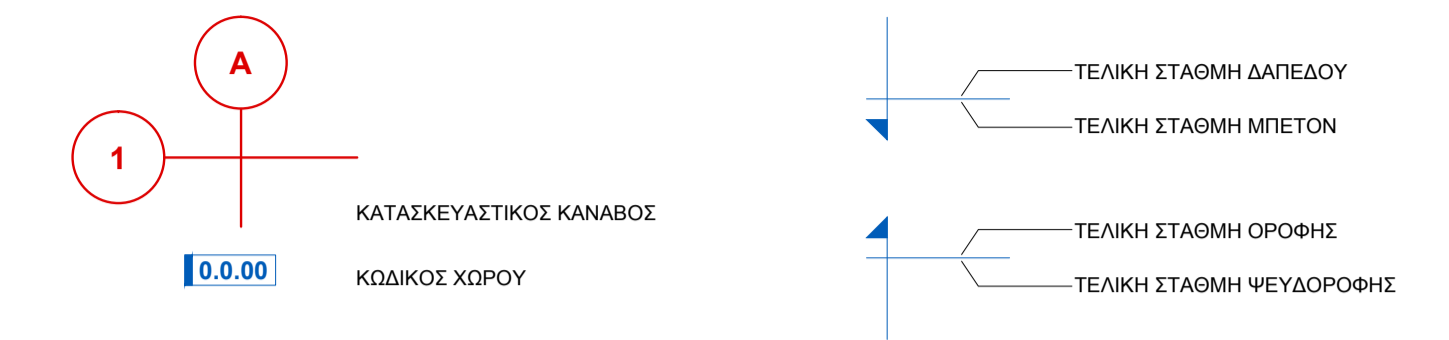 Α
1
ΚΑΤΑΣΚΕΥΑΣΤΙΚΟΣ ΚΑΝΑΒΟΣ
0.0.00
ΚΩΔΙΚΟΣ ΧΩΡΟΥ
ΤΕΛΙΚΗ ΣΤΑΘΜΗ ΔΑΠΕΔΟΥ
ΤΕΛΙΚΗ ΣΤΑΘΜΗ ΜΠΕΤΟΝ
ΤΕΛΙΚΗ ΣΤΑΘΜΗ ΟΡΟΦΗΣ
ΤΕΛΙΚΗ ΣΤΑΘΜΗ ΨΕΥΔΟΡΟΦΗΣ